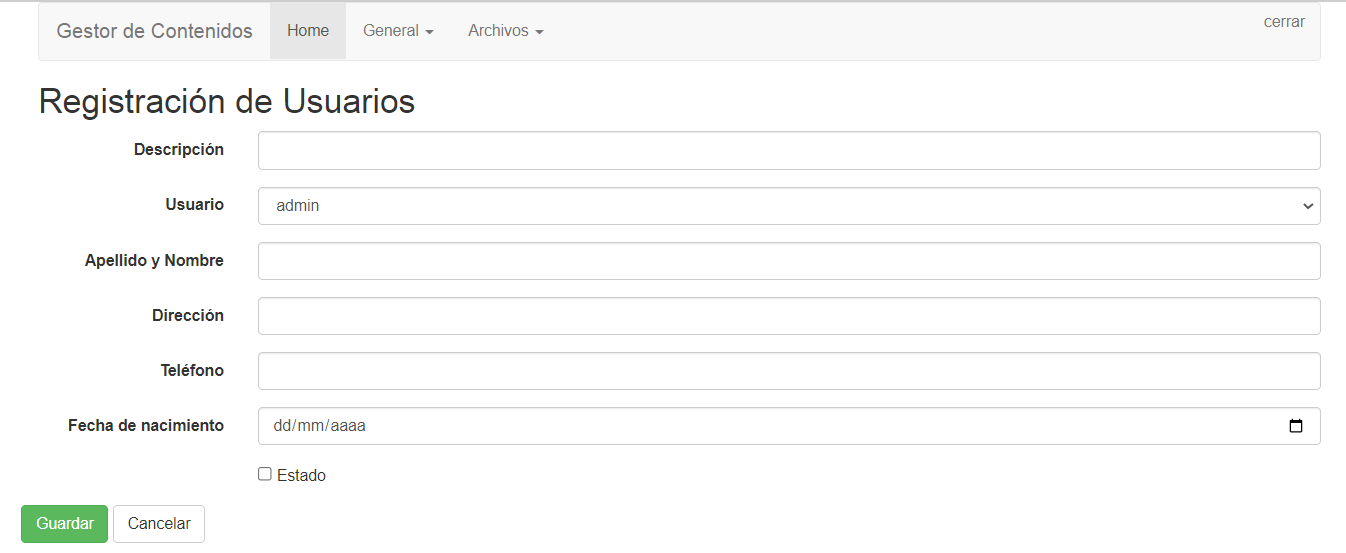 Gestor de Contenidos Home General Archivos cerrar
Registración de Usuarios
Descripción
Usuario admin
Apellido y Nombre
Dirección
Teléfono
Fecha de nacimiento dd/mm/aaaa
Estado
Guardar Cancelar